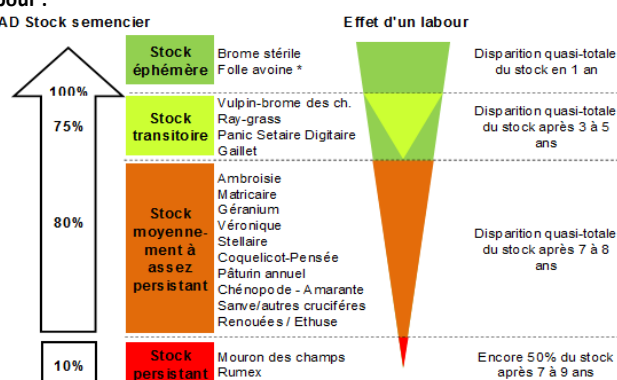 our :
AD Stock semencier
Effet d'un labour
100%
75%
80%
10%
Stock
éphémère
Brome stérile
Folle avoine *
Disparition quasi-totale
du stock en 1 an
Stock
transitoire
Vulpin-brome des ch.
Ray-grass
Panic Setaire Digitaire
Gaillet
Disparition quasi-totale
du stock après 3 à 5
ans
Stock
moyenne-
ment à
assez
persistant
Ambroisie
Matricaire
Géranium
Véronique
Stellaire
Coquelicot-Pensée
Pâturin annuel
Chénopode - Amarante
Sanve/autres cruciféres
Renouées / Ethuse
Disparition quasi-totale
du stock après 7 à 8
ans
Stock
persistant
Mouron des champs
Rumex
Encore 50% du stock
après 7 à 9 ans